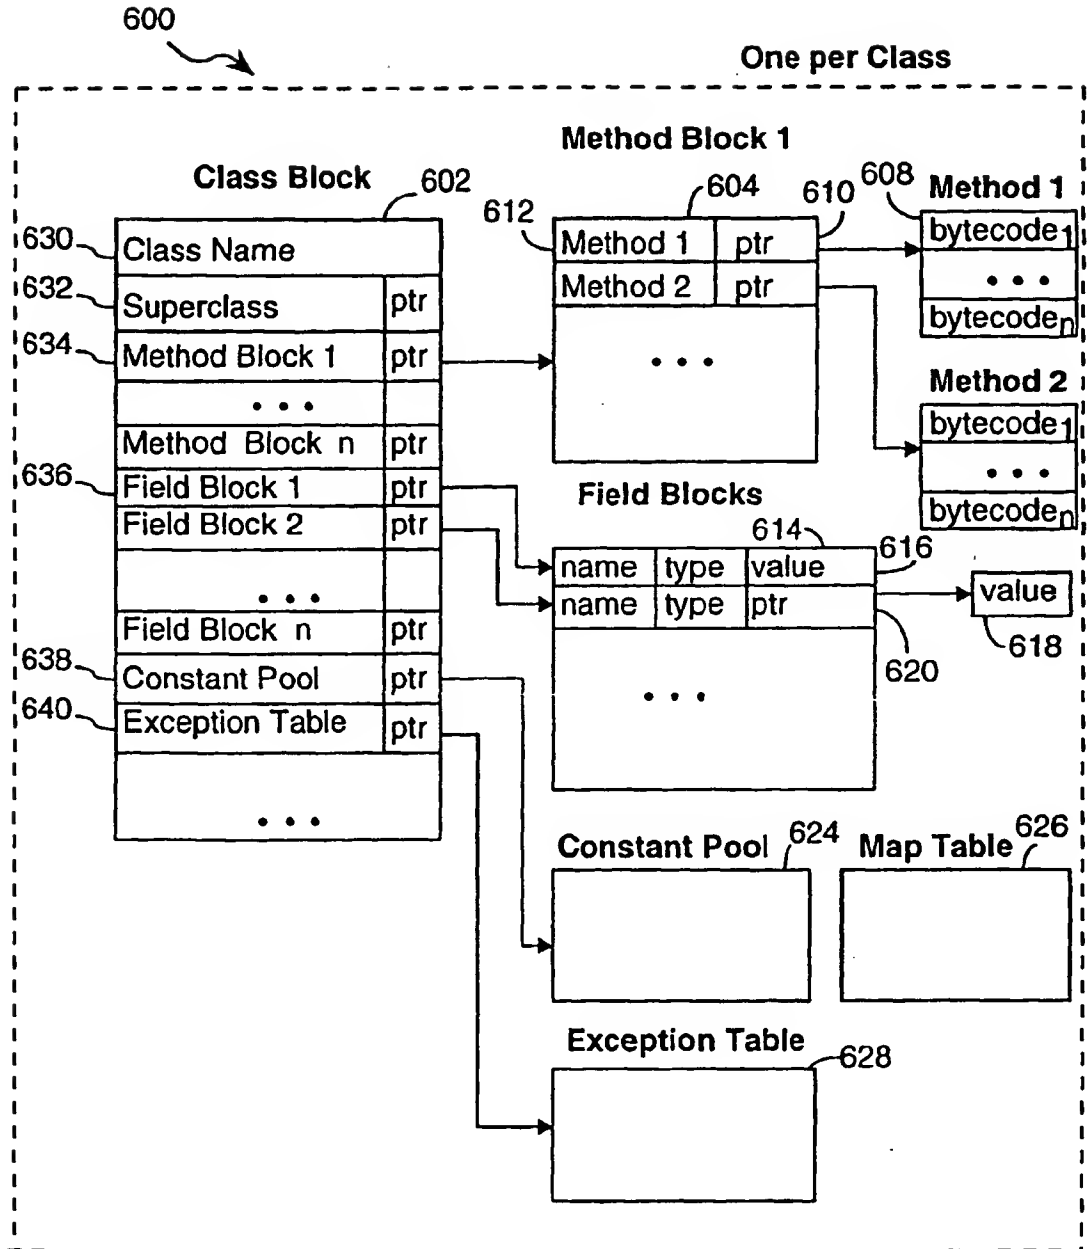 600
One per Class
Class Block
602
630
Class Name
632
Superclass ptr
634
Method Block 1 ptr
• • •
Method Block n ptr
636
Field Block 1 ptr
Field Block 2 ptr
• • •
Field Block n ptr
638
Constant Pool ptr
640
Exception Table ptr
• • •
Method Block 1
604
610
612
Method 1 ptr
Method 2 ptr
• • •
608
Method 1
bytecode1
• • •
bytecoden
Method 2
bytecode1
• • •
bytecoden
Field Blocks
614
616
name type value
name type ptr
620
• • •
value
618
Constant Pool
624
Map Table
626
Exception Table
628